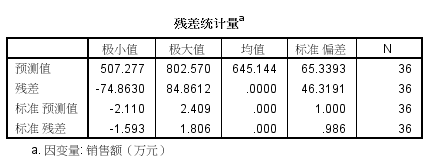 残差统计量a
极小值 极大值 均值 标准 偏差 N
预测值 507.277 802.570 645.144 65.3393 36
残差 -74.8630 84.8612 .0000 46.3191 36
标准 预测值 -2.110 2.409 .000 1.000 36
标准 残差 -1.593 1.806 .000 .986 36
a. 因变量: 销售额（万元）